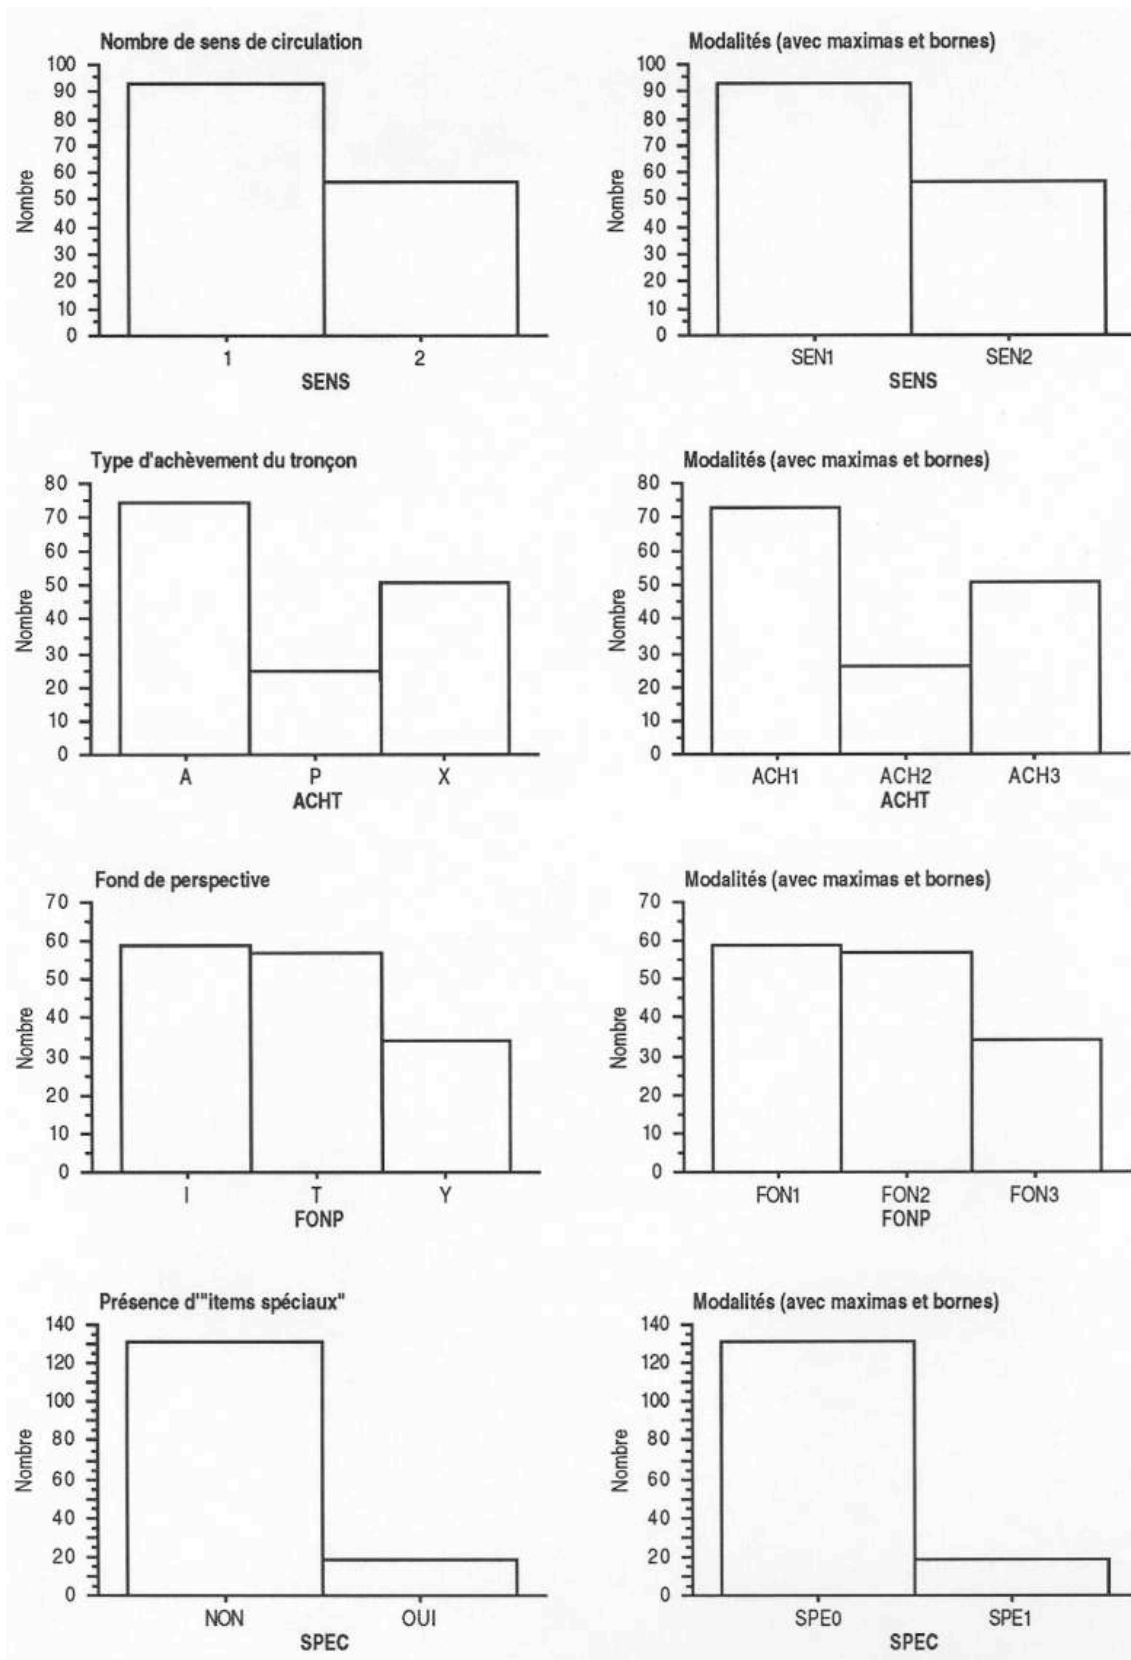 Nombre de sens de circulation
100
90
80
70
60
50
40
30
20
10
0
Nombre
1 2
SENS
Modalités (avec maximas et bornes)
100
90
80
70
60
50
40
30
20
10
0
Nombre
SEN1 SEN2
SENS
Type d'achèvement du tronçon
80
70
60
50
40
30
20
10
0
Nombre
A P X
ACHT
Modalités (avec maximas et bornes)
80
70
60
50
40
30
20
10
0
Nombre
ACH1 ACH2 ACH3
ACHT
Fond de perspective
70
60
50
40
30
20
10
0
Nombre
I T Y
FONP
Modalités (avec maximas et bornes)
70
60
50
40
30
20
10
0
Nombre
FON1 FON2 FON3
FONP
Présence d'"items spéciaux"
140
120
100
80
60
40
20
0
Nombre
NON OUI
SPEC
Modalités (avec maximas et bornes)
140
120
100
80
60
40
20
0
Nombre
SPE0 SPE1
SPEC